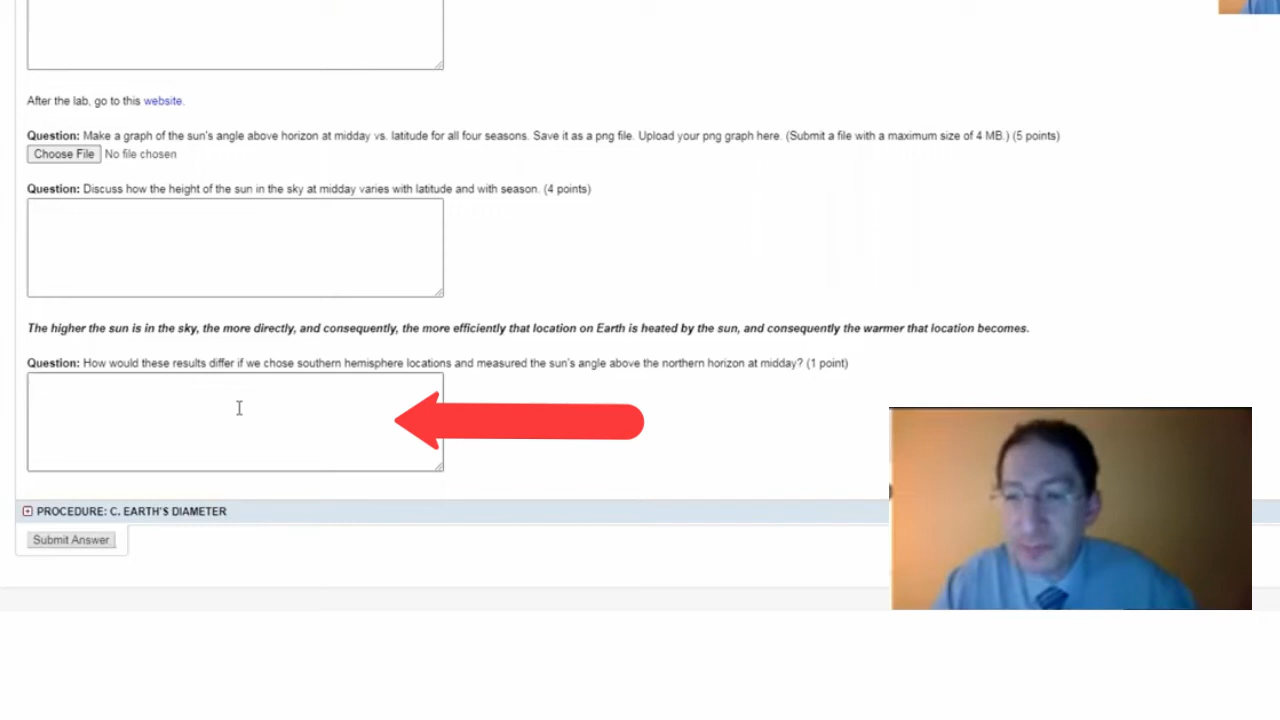 After the lab, go to this website.
Question: Make a graph of the sun's angle above horizon at midday vs. latitude for all four seasons. Save it as a png file. Upload your png graph here. (Submit a file with a maximum size of 4 MB.) (5 points)
Choose File No file chosen
Question: Discuss how the height of the sun in the sky at midday varies with latitude and with season. (4 points)
The higher the sun is in the sky, the more directly, and consequently, the more efficiently that location on Earth is heated by the sun, and consequently the warmer that location becomes.
Question: How would these results differ if we chose southern hemisphere locations and measured the sun's angle above the northern horizon at midday? (1 point)
PROCEDURE: C. EARTH'S DIAMETER
Submit Answer